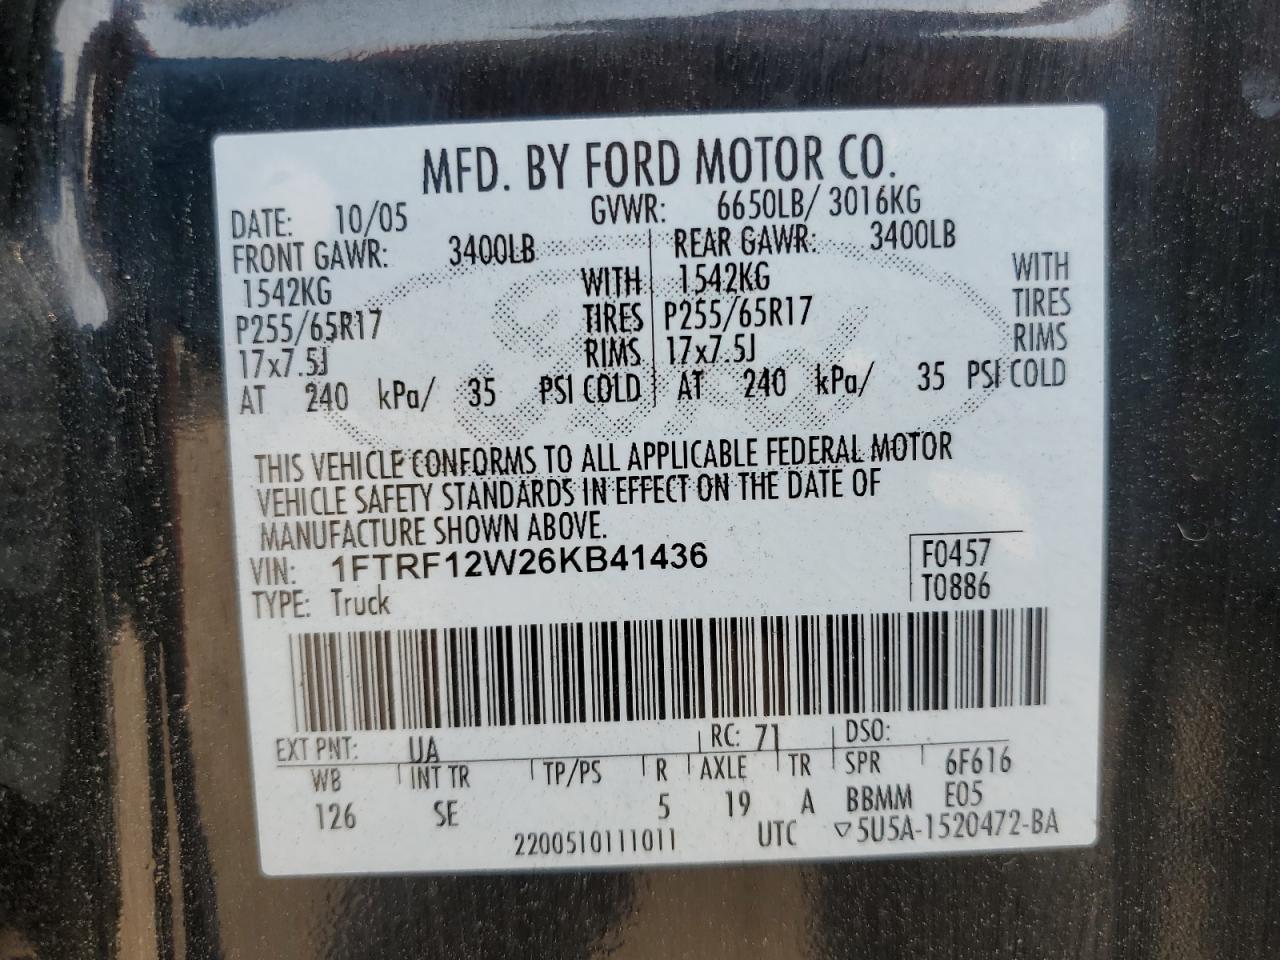 MFD. BY FORD MOTOR CO.
DATE: 10/05 GVWR: 6650LB/ 3016KG
FRONT GAWR: 3400LB REAR GAWR: 3400LB
1542KG WITH 1542KG WITH
P255/65R17 TIRES P255/65R17 TIRES
17x7.5J RIMS 17x7.5J RIMS
AT 240 kPa/ 35 PSI COLD AT 240 kPa/ 35 PSI COLD
THIS VEHICLE CONFORMS TO ALL APPLICABLE FEDERAL MOTOR
VEHICLE SAFETY STANDARDS IN EFFECT ON THE DATE OF
MANUFACTURE SHOWN ABOVE.
VIN: 1FTRF12W26KB41436 F0457
TYPE: Truck T0886
EXT PNT: UA RC: 71 DSO:
WB INT TR TP/PS R AXLE TR SPR 6F616
126 SE 5 19 A BBMM E05
2200510111011 UTC ▽5U5A-1520472-BA